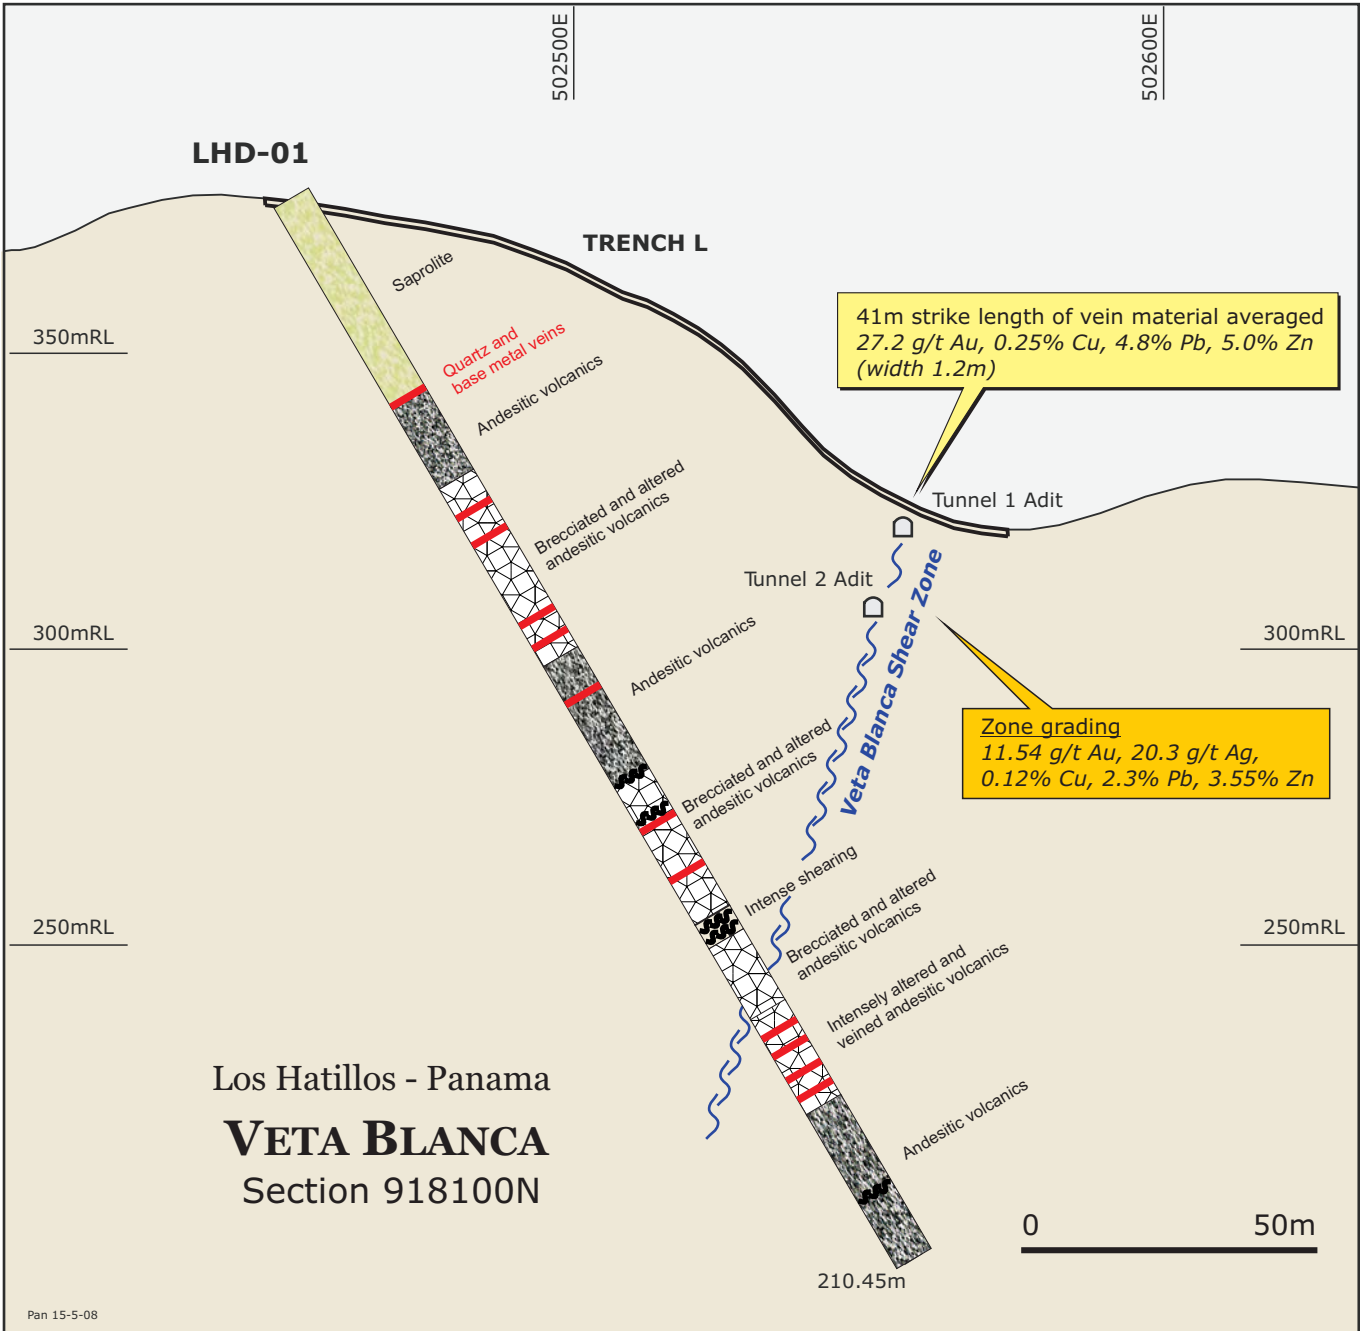 502500E
502600E
LHD-01
TRENCH L
Saprolite
41m strike length of vein material averaged
27.2 g/t Au, 0.25% Cu, 4.8% Pb, 5.0% Zn
(width 1.2m)
350mRL
Quartz and
base metal veins
Andesitic volcanics
Tunnel 1 Adit
Brecciated and altered
andesitic volcanics
Tunnel 2 Adit
Veta Blanca Shear Zone
300mRL
300mRL
Andesitic volcanics
Zone grading
11.54 g/t Au, 20.3 g/t Ag,
0.12% Cu, 2.3% Pb, 3.55% Zn
Brecciated and altered
andesitic volcanics
Intense shearing
250mRL
250mRL
Brecciated and altered
andesitic volcanics
Intensely altered and
veined andesitic volcanics
Los Hatillos - Panama
VETA BLANCA
Section 918100N
Andesitic volcanics
0 50m
210.45m
Pan 15-5-08